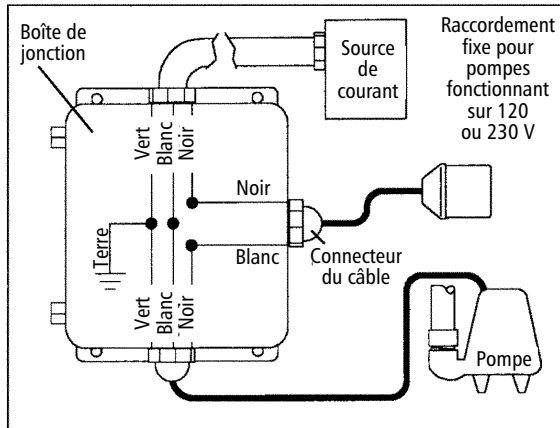 Boîte de
jonction
Source
de
courant
Raccordement
fixe pour
pompes
fonctionnant
sur 120
ou 230 V
Vert
Blanc
Noir
Noir
Terre
Blanc
Connecteur
du câble
Vert
Blanc
Noir
Pompe